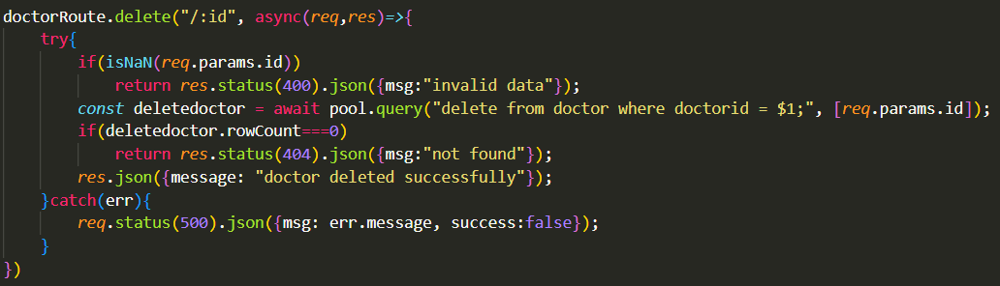 doctorRoute.delete("/:id", async(req,res)=>{
    try{
        if(isNaN(req.params.id))
            return res.status(400).json({msg:"invalid data"});
        const deletedoctor = await pool.query("delete from doctor where doctorid = $1;", [req.params.id]);
        if(deletedoctor.rowCount===0)
            return res.status(404).json({msg:"not found"});
        res.json({message: "doctor deleted successfully"});
    }catch(err){
        req.status(500).json({msg: err.message, success:false});
    }
})